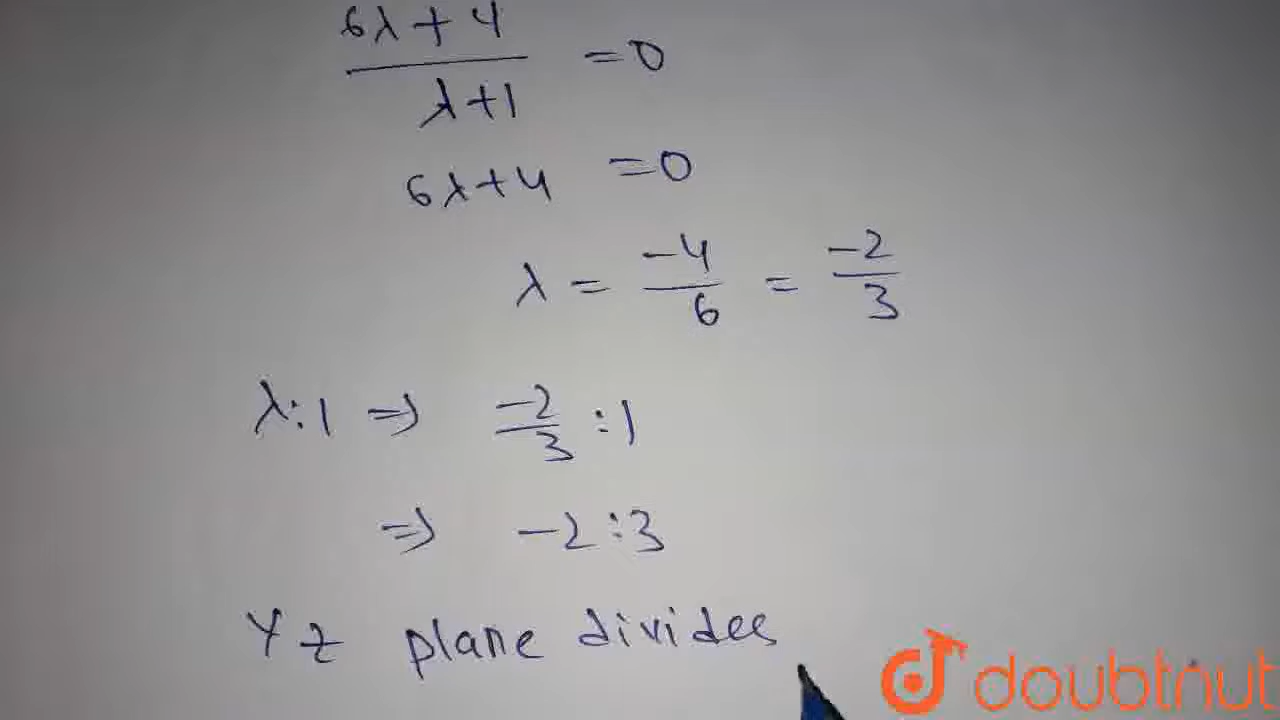 6λ+4
λ+1
=0
6λ+4 =0
λ = -4/6 = -2/3
λ:1 ⇒ -2/3 :1
⇒ -2:3
YZ plane divides
doubtnut